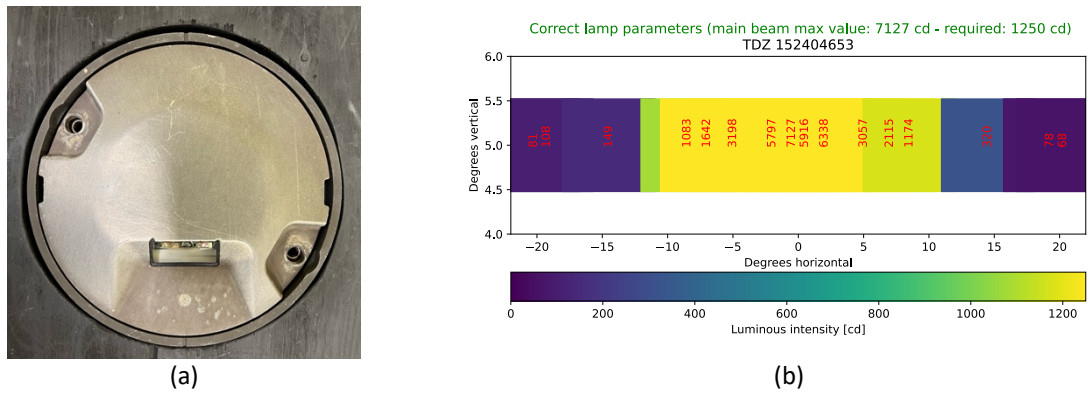 Correct lamp parameters (main beam max value: 7127 cd - required: 1250 cd)
TDZ 152404653
6.0
5.5
5.0
4.5
4.0
Degrees vertical
81 108 149 1083 1642 3198 5797 7127 5916 6338 3057 2115 1174 78 68
−20 −15 −10 −5 0 5 10 15 20
Degrees horizontal
0 200 400 600 800 1000 1200
Luminous intensity [cd]
(a) (b)